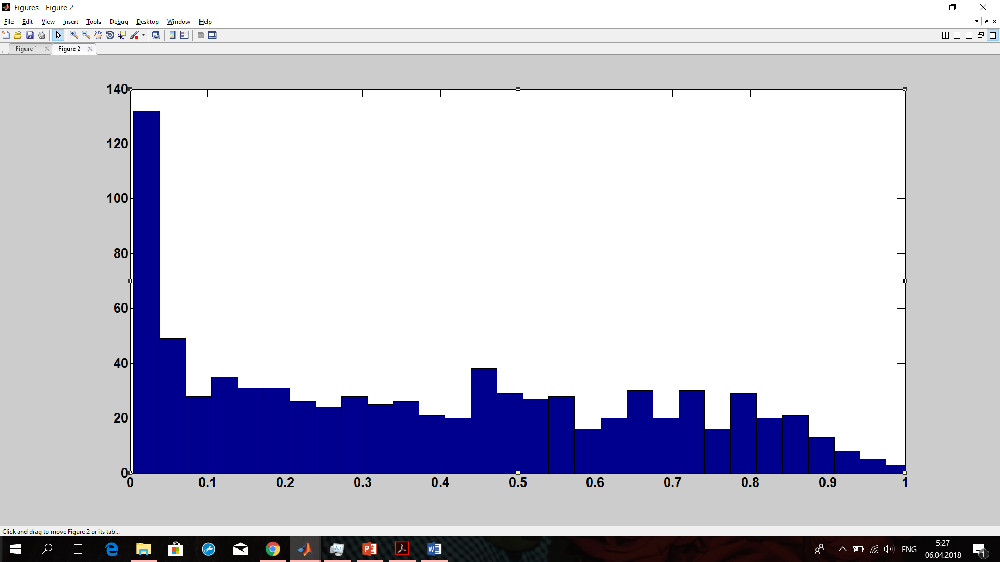 Figures - Figure 2
File Edit View Insert Tools Debug Desktop Window Help
Figure 1 Figure 2
140
120
100
80
60
40
20
0
0 0.1 0.2 0.3 0.4 0.5 0.6 0.7 0.8 0.9 1
Click and drag to move Figure 2 or its tab...
ENG
5:27
06.04.2018
1